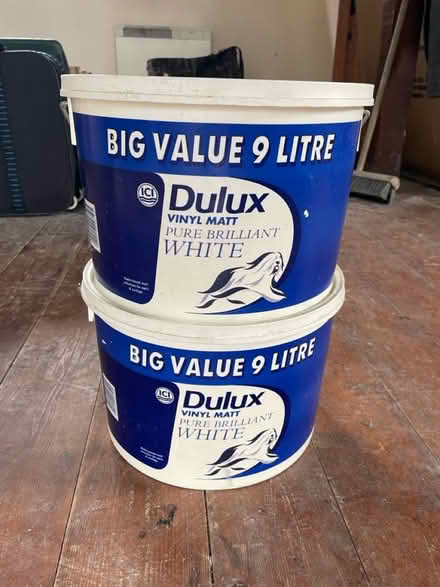 BIG VALUE 9 LITRE
ICI
Dulux
VINYL MATT
PURE BRILLIANT
WHITE
BIG VALUE 9 LITRE
ICI
Dulux
VINYL MATT
PURE BRILLIANT
WHITE